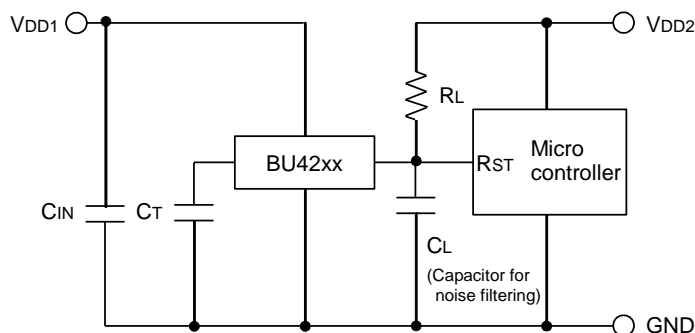 VDD1
VDD2
RL
BU42xx
RST
Micro
controller
CIN
CT
CL
(Capacitor for
noise filtering)
GND